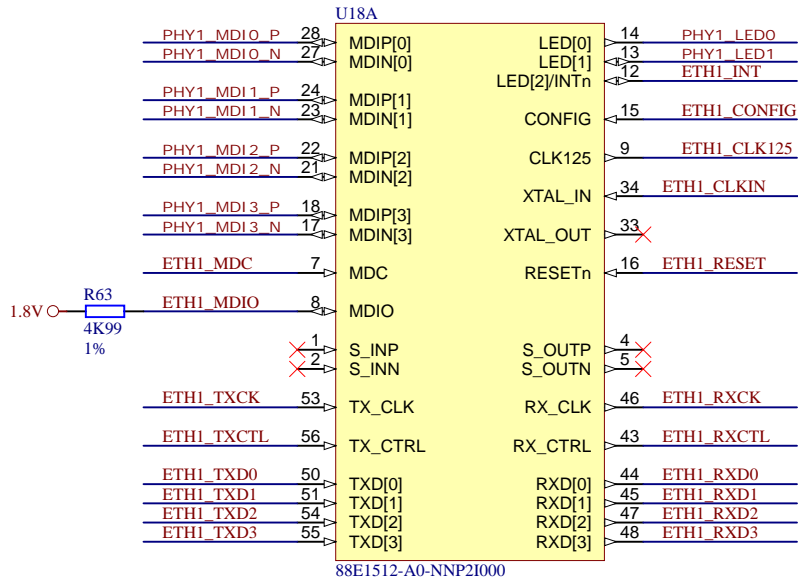 U18A
PHY1_MDI0_P 28 MDIP[0] LED[0] 14 PHY1_LED0
PHY1_MDI0_N 27 MDIN[0] LED[1] 13 PHY1_LED1
LED[2]/INTn 12 ETH1_INT
PHY1_MDI1_P 24 MDIP[1]
PHY1_MDI1_N 23 MDIN[1] CONFIG 15 ETH1_CONFIG
PHY1_MDI2_P 22 MDIP[2] CLK125 9 ETH1_CLK125
PHY1_MDI2_N 21 MDIN[2]
XTAL_IN 34 ETH1_CLKIN
PHY1_MDI3_P 18 MDIP[3]
PHY1_MDI3_N 17 MDIN[3] XTAL_OUT 33
ETH1_MDC 7 MDC RESETn 16 ETH1_RESET
1.8V R63 ETH1_MDIO 8 MDIO
4K99
1%
1 S_INP S_OUTP 4
2 S_INN S_OUTN 5
ETH1_TXCK 53 TX_CLK RX_CLK 46 ETH1_RXCK
ETH1_TXCTL 56 TX_CTRL RX_CTRL 43 ETH1_RXCTL
ETH1_TXD0 50 TXD[0] RXD[0] 44 ETH1_RXD0
ETH1_TXD1 51 TXD[1] RXD[1] 45 ETH1_RXD1
ETH1_TXD2 54 TXD[2] RXD[2] 47 ETH1_RXD2
ETH1_TXD3 55 TXD[3] RXD[3] 48 ETH1_RXD3
88E1512-A0-NNP2I000